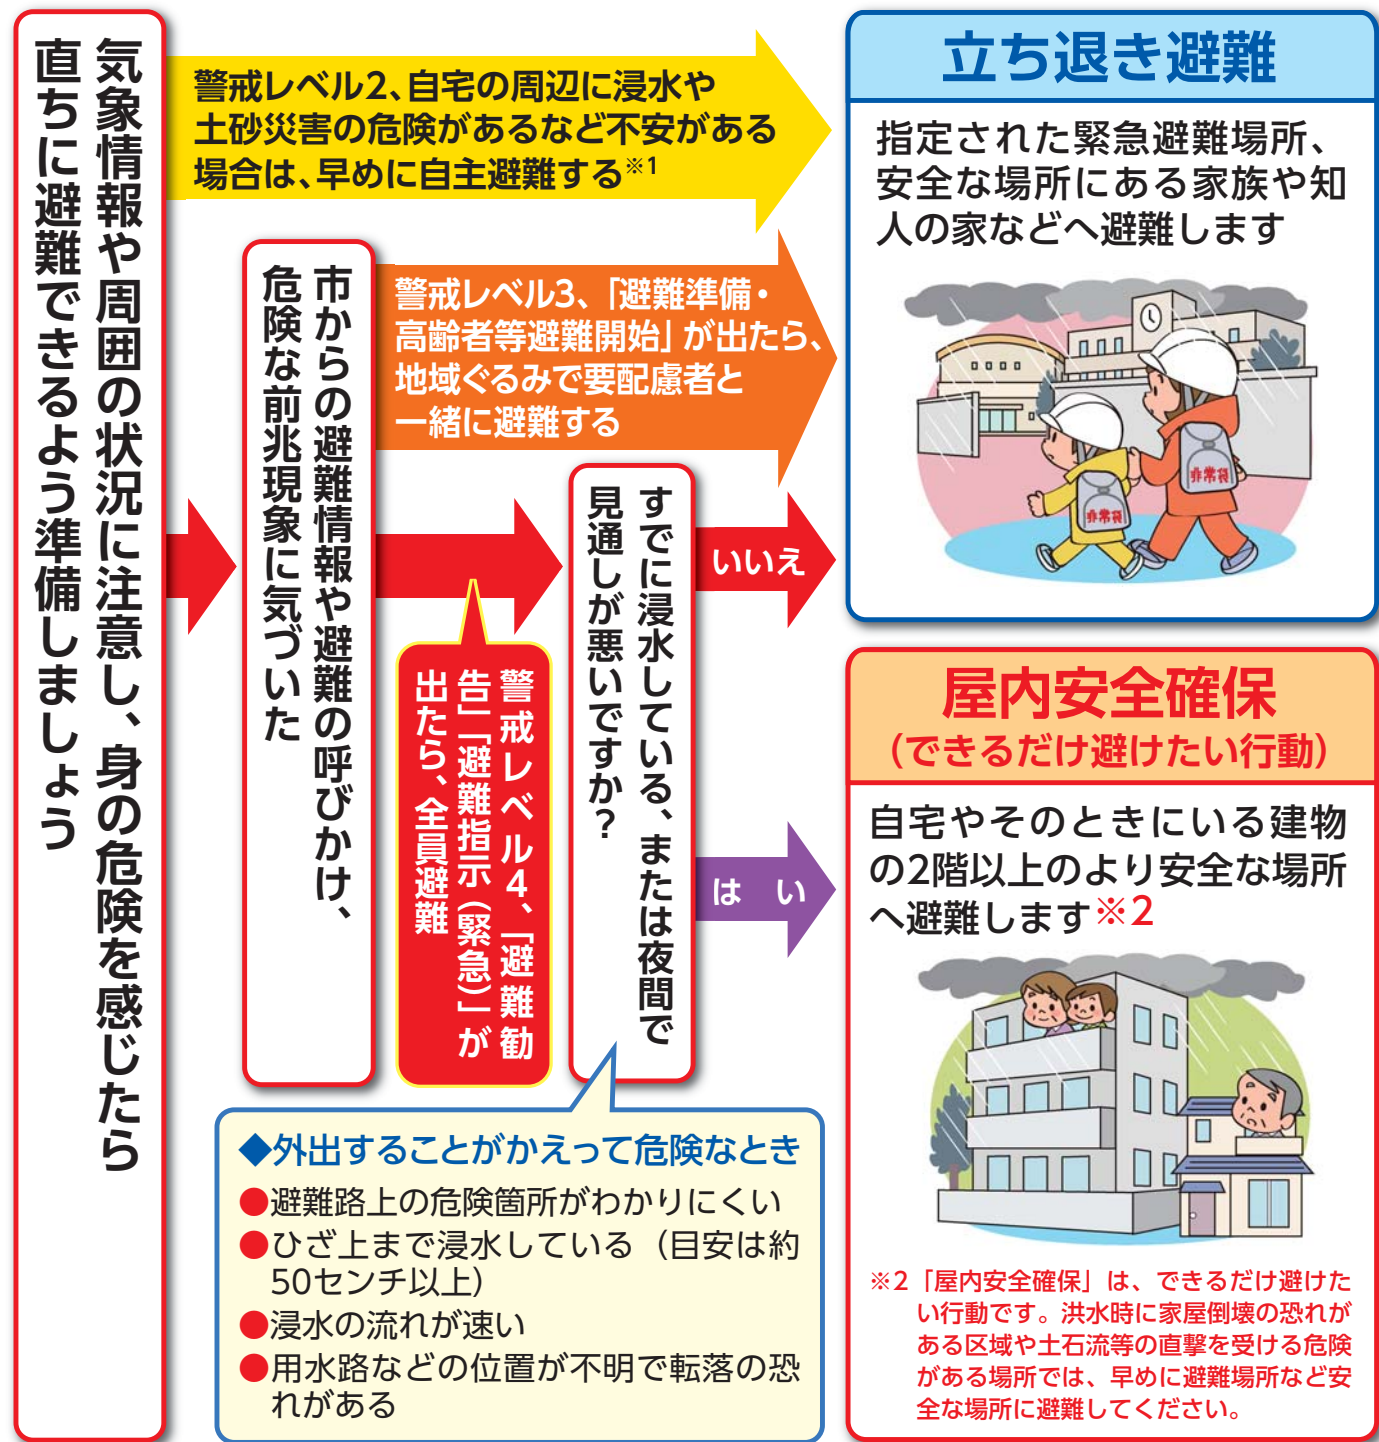 気象情報や周囲の状況に注意し、身の危険を感じたら
直ちに避難できるよう準備しましょう
警戒レベル2、自宅の周辺に浸水や
土砂災害の危険があるなど不安がある
場合は、早めに自主避難する※1
市からの避難情報や避難の呼びかけ、
危険な前兆現象に気づいた
警戒レベル3、「避難準備・
高齢者等避難開始」が出たら、
地域ぐるみで要配慮者と
一緒に避難する
警戒レベル4、「避難勧
告」「避難指示(緊急)」が
出たら、全員避難
すでに浸水している、または夜間で
見通しが悪いですか?
いいえ
はい
立ち退き避難
指定された緊急避難場所、
安全な場所にある家族や知
人の家などへ避難します
非常袋
非常袋
屋内安全確保
(できるだけ避けたい行動)
自宅やそのときにいる建物
の2階以上のより安全な場所
へ避難します※2
※2「屋内安全確保」は、できるだけ避けた
い行動です。洪水時に家屋倒壊の恐れが
ある区域や土石流等の直撃を受ける危険
がある場所では、早めに避難場所など安
全な場所に避難してください。
◆外出することがかえって危険なとき
●避難路上の危険箇所がわかりにくい
●ひざ上まで浸水している(目安は約
50センチ以上)
●浸水の流れが速い
●用水路などの位置が不明で転落の恐
れがある